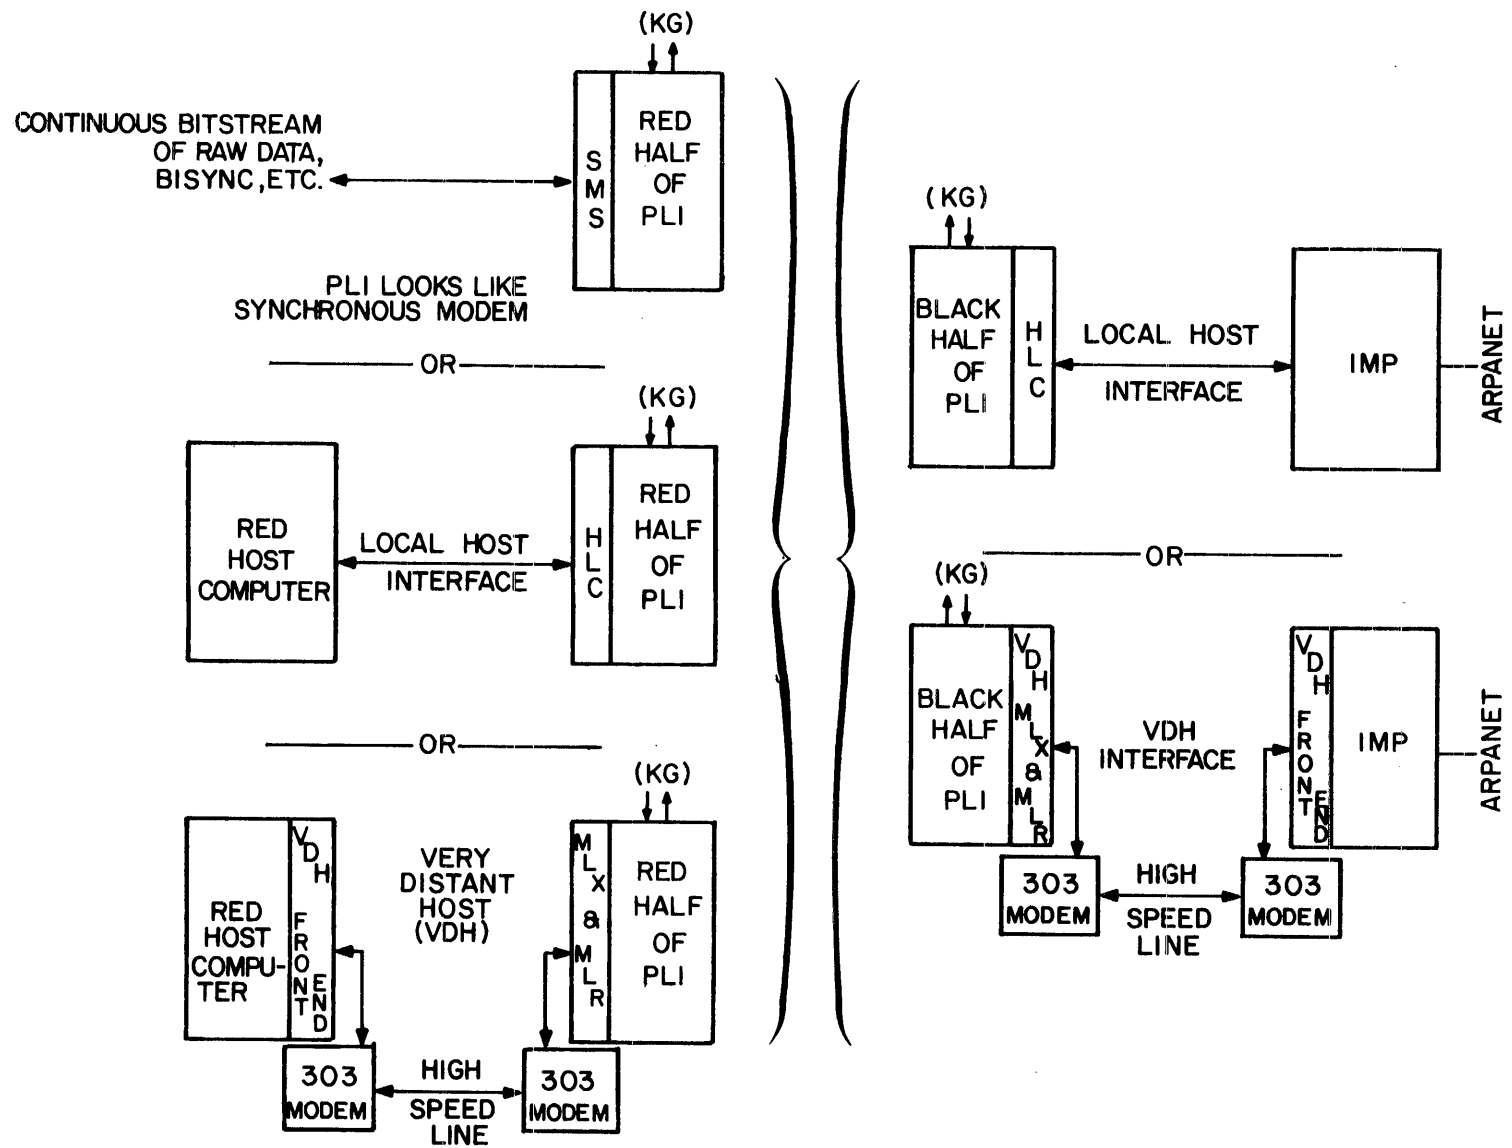 (KG)
CONTINUOUS BITSTREAM
OF RAW DATA,
BISYNC, ETC.
SMS
RED
HALF
OF
PLI
PLI LOOKS LIKE
SYNCHRONOUS MODEM
OR
(KG)
RED
HOST
COMPUTER
LOCAL HOST
INTERFACE
HLC
RED
HALF
OF
PLI
OR
(KG)
RED
HOST
COMPU-
TER
VDH
FRONT
END
VERY
DISTANT
HOST
(VDH)
MLX
&
MLR
RED
HALF
OF
PLI
303
MODEM
HIGH
SPEED
LINE
303
MODEM
(KG)
BLACK
HALF
OF
PLI
HLC
LOCAL HOST
INTERFACE
IMP
ARPANET
OR
(KG)
BLACK
HALF
OF
PLI
VDH
MLX
&
MLR
VDH
INTERFACE
VDH
FRONT
END
IMP
ARPANET
303
MODEM
HIGH
SPEED
LINE
303
MODEM